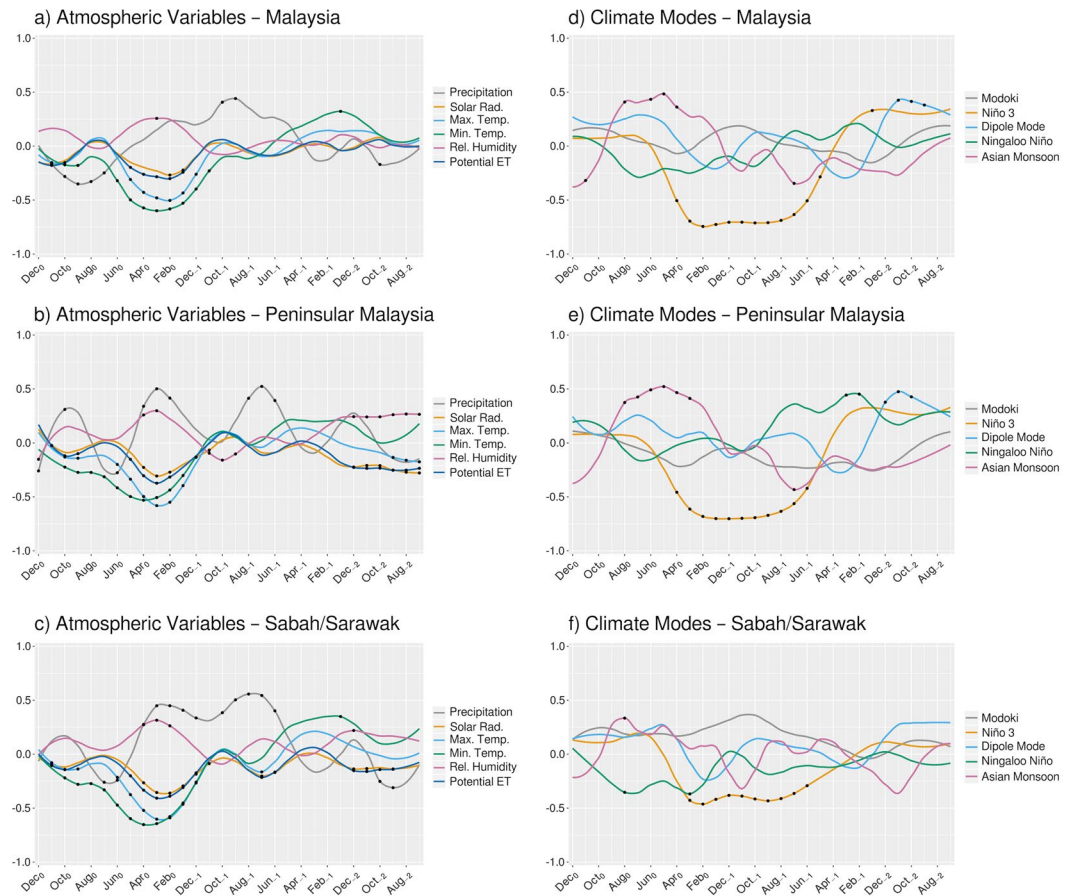 a) Atmospheric Variables – Malaysia
1.0
0.5
0.0
-0.5
-1.0
Dec0 Oct0 Aug0 Jun0 Apr0 Feb0 Dec-1 Oct-1 Aug-1 Jun-1 Apr-1 Feb-1 Dec-2 Oct-2 Aug-2
Precipitation
Solar Rad.
Max. Temp.
Min. Temp.
Rel. Humidity
Potential ET
d) Climate Modes – Malaysia
1.0
0.5
0.0
-0.5
-1.0
Dec0 Oct0 Aug0 Jun0 Apr0 Feb0 Dec-1 Oct-1 Aug-1 Jun-1 Apr-1 Feb-1 Dec-2 Oct-2 Aug-2
Modoki
Niño 3
Dipole Mode
Ningaloo Niño
Asian Monsoon
b) Atmospheric Variables – Peninsular Malaysia
1.0
0.5
0.0
-0.5
-1.0
Dec0 Oct0 Aug0 Jun0 Apr0 Feb0 Dec-1 Oct-1 Aug-1 Jun-1 Apr-1 Feb-1 Dec-2 Oct-2 Aug-2
Precipitation
Solar Rad.
Max. Temp.
Min. Temp.
Rel. Humidity
Potential ET
e) Climate Modes – Peninsular Malaysia
1.0
0.5
0.0
-0.5
-1.0
Dec0 Oct0 Aug0 Jun0 Apr0 Feb0 Dec-1 Oct-1 Aug-1 Jun-1 Apr-1 Feb-1 Dec-2 Oct-2 Aug-2
Modoki
Niño 3
Dipole Mode
Ningaloo Niño
Asian Monsoon
c) Atmospheric Variables – Sabah/Sarawak
1.0
0.5
0.0
-0.5
-1.0
Dec0 Oct0 Aug0 Jun0 Apr0 Feb0 Dec-1 Oct-1 Aug-1 Jun-1 Apr-1 Feb-1 Dec-2 Oct-2 Aug-2
Precipitation
Solar Rad.
Max. Temp.
Min. Temp.
Rel. Humidity
Potential ET
f) Climate Modes – Sabah/Sarawak
1.0
0.5
0.0
-0.5
-1.0
Dec0 Oct0 Aug0 Jun0 Apr0 Feb0 Dec-1 Oct-1 Aug-1 Jun-1 Apr-1 Feb-1 Dec-2 Oct-2 Aug-2
Modoki
Niño 3
Dipole Mode
Ningaloo Niño
Asian Monsoon